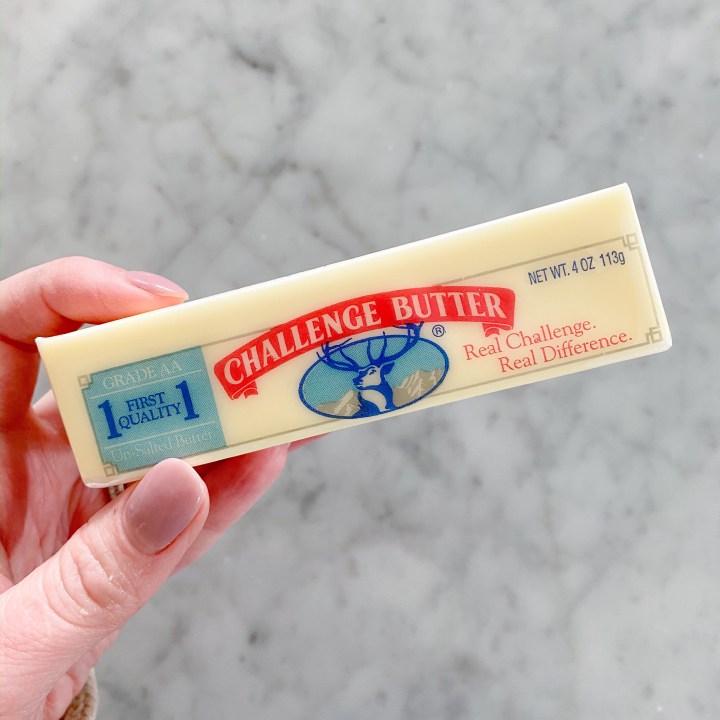 NET WT. 4 OZ 113g
CHALLENGE BUTTER
®
Real Challenge.
Real Difference.
GRADE AA
1 FIRST QUALITY 1
Un-Salted Butter